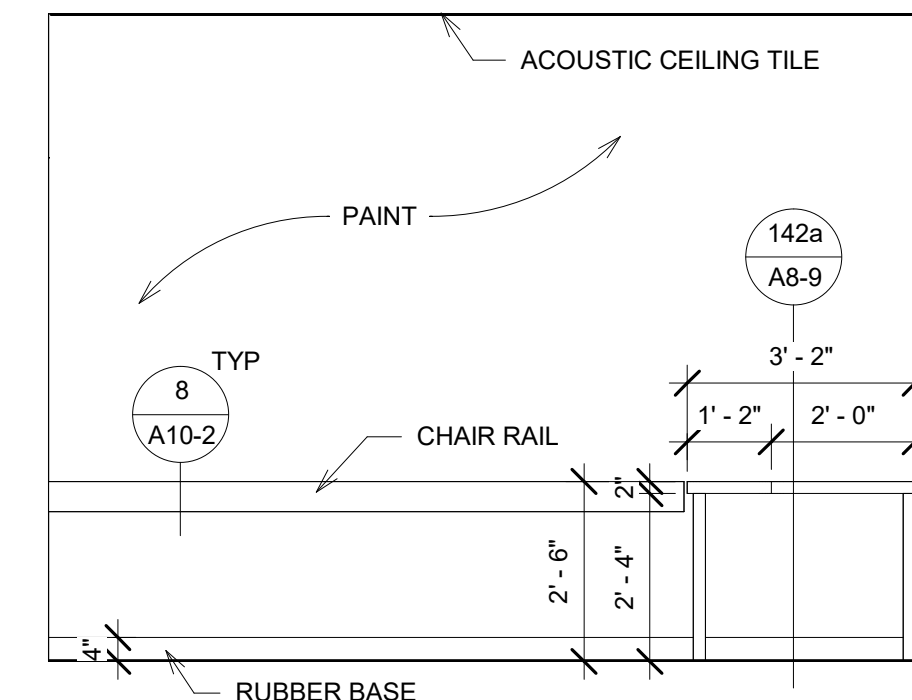 ACOUSTIC CEILING TILE
PAINT
142a
A8-9
3' - 2"
TYP
8
A10-2
1' - 2"
2' - 0"
CHAIR RAIL
2"
2' - 6"
2' - 4"
4"
RUBBER BASE